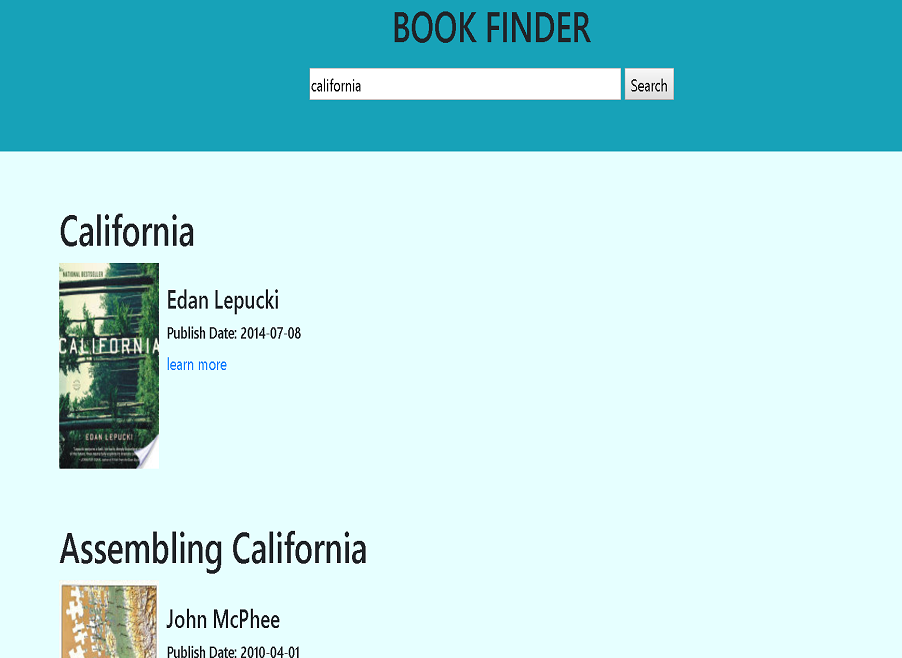 BOOK FINDER
california
Search
California
NATIONAL BESTSELLER
CALIFORNIA
EDAN LEPUCKI
Edan Lepucki
Publish Date: 2014-07-08
learn more
Assembling California
John McPhee
Publish Date: 2010-04-01